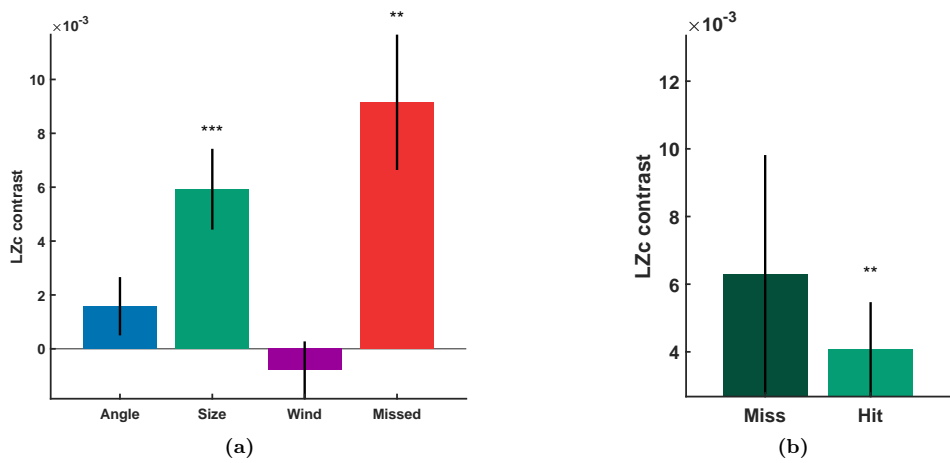 ×10⁻³
**
10
***
8
6
LZc contrast
4
2
0
Angle Size Wind Missed
(a)
×10⁻³
12
10
LZc contrast
8
**
6
4
Miss Hit
(b)